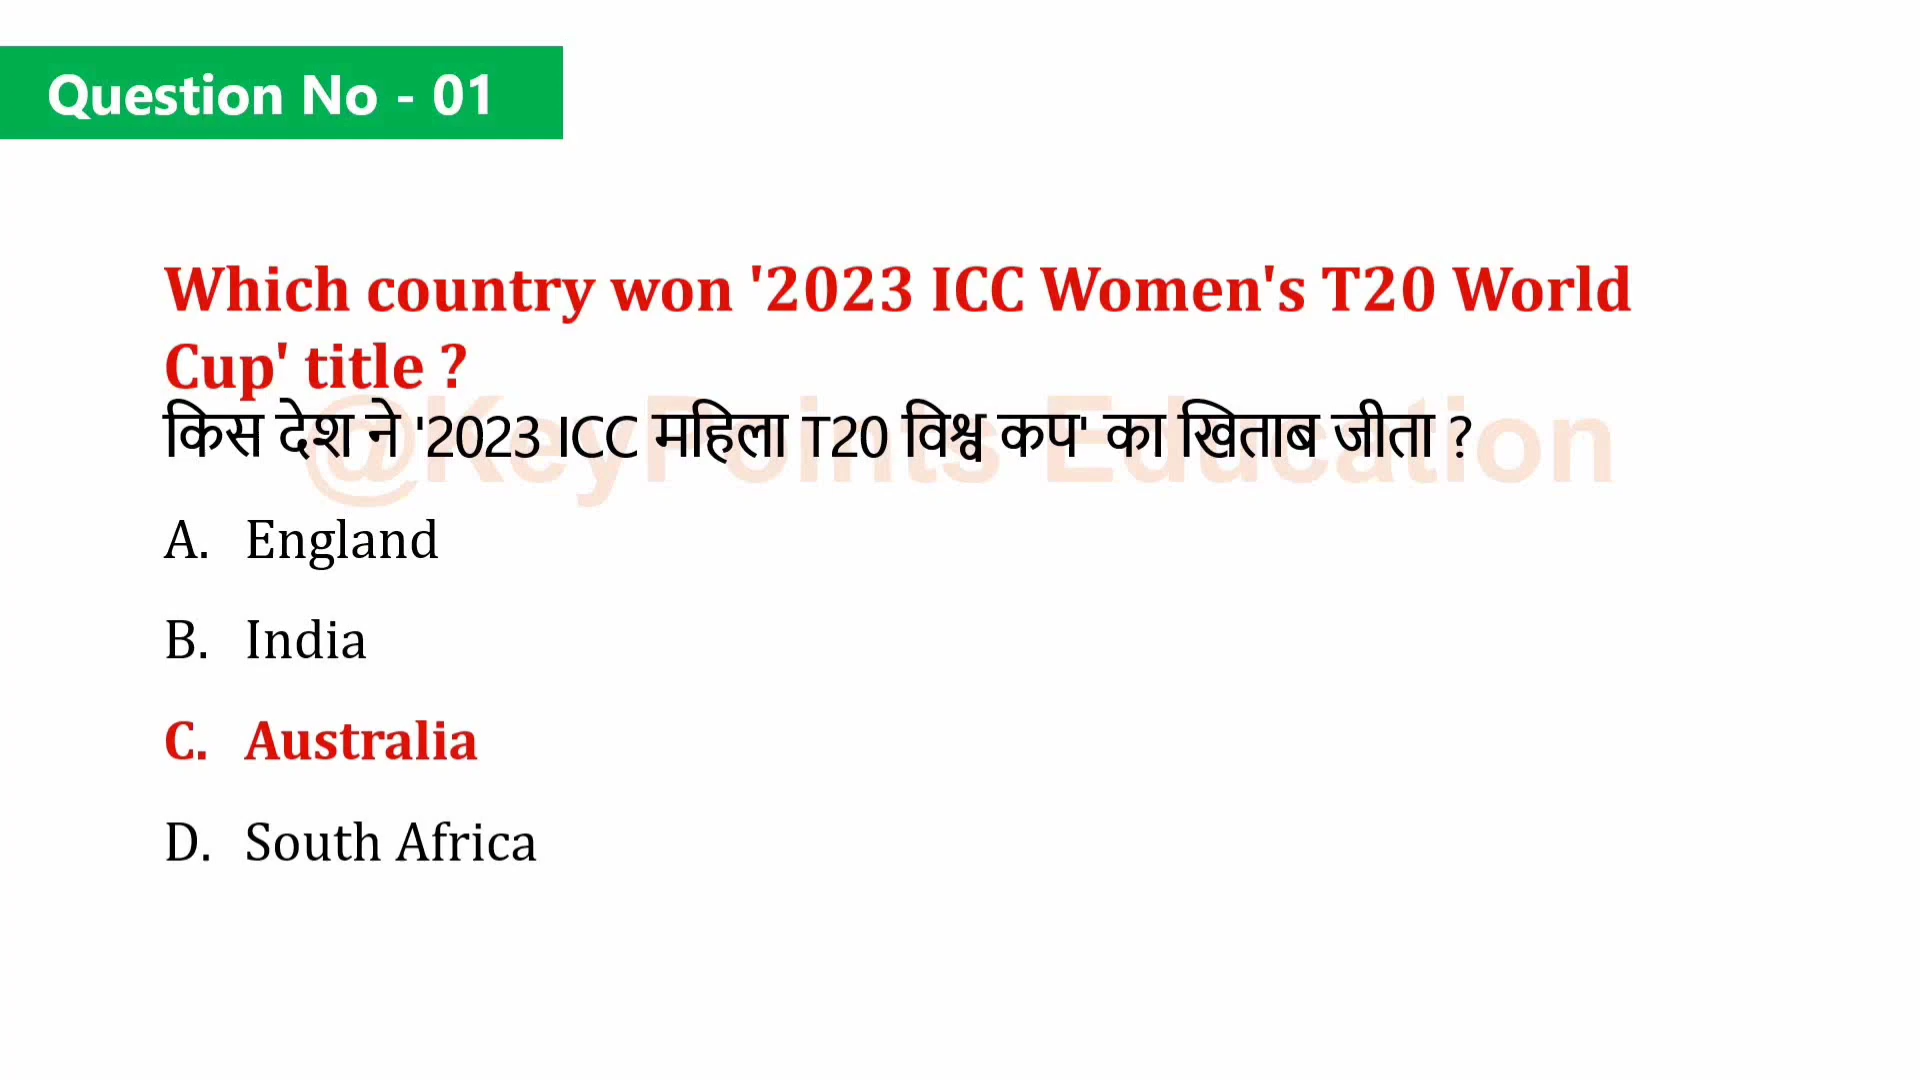 Question No - 01
Which country won '2023 ICC Women's T20 World
Cup' title ?
किस देश ने '2023 ICC महिला T20 विश्व कप' का खिताब जीता ?
@KeyPoints Education
A. England
B. India
C. Australia
D. South Africa